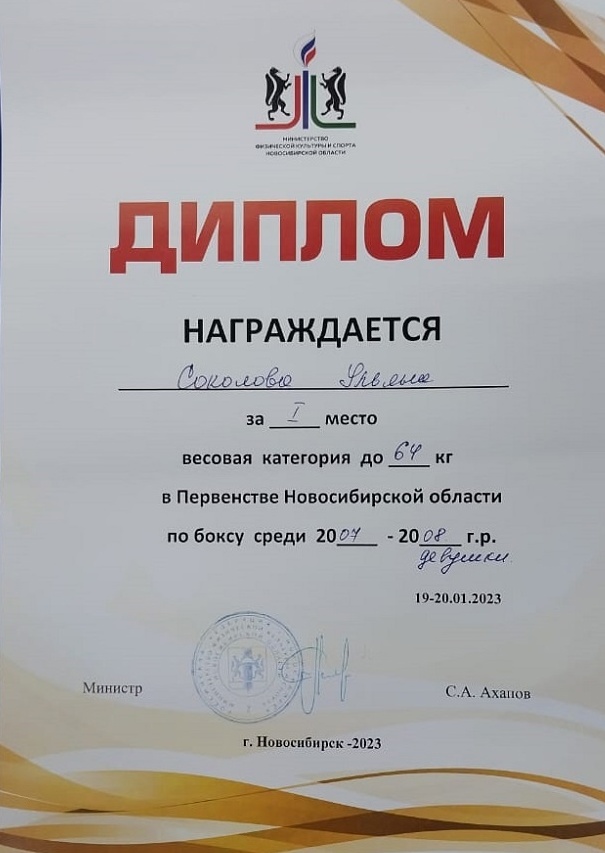 МИНИСТЕРСТВО
ФИЗИЧЕСКОЙ КУЛЬТУРЫ И СПОРТА
НОВОСИБИРСКОЙ ОБЛАСТИ
ДИПЛОМ
НАГРАЖДАЕТСЯ
Соколова Ульяна
за I место
весовая категория до 64 кг
в Первенстве Новосибирской области
по боксу среди 2007 - 2008 г.р.
девушки.
19-20.01.2023
Министр С.А. Ахапов
г. Новосибирск -2023